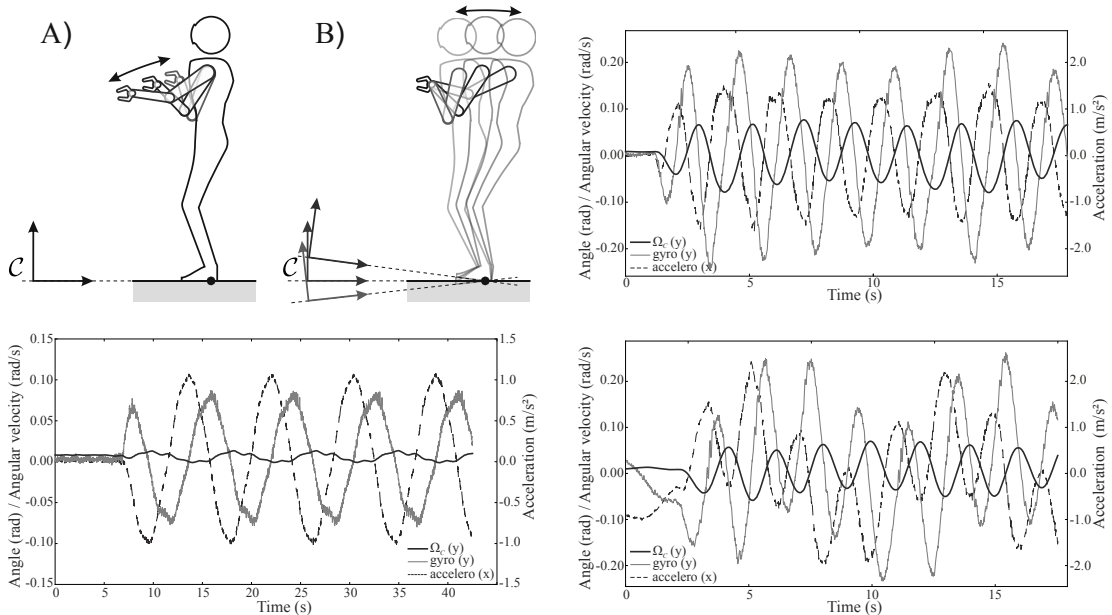 A)
B)
C
C
Angle (rad) / Angular velocity (rad/s)
0.20
0.10
0.00
-0.10
-0.20
2.0
1.0
0.0
-1.0
-2.0
Acceleration (m/s²)
Ω_C (y)
gyro (y)
accelero (x)
0
5
10
15
Time (s)
Angle (rad) / Angular velocity (rad/s)
0.15
0.10
0.05
0.00
-0.05
-0.10
-0.15
1.5
1.0
0.5
0.0
-0.5
-1.0
-1.5
Acceleration (m/s²)
Ω_C (y)
gyro (y)
accelero (x)
0
5
10
15
20
25
30
35
40
Time (s)
Angle (rad) / Angular velocity (rad/s)
0.20
0.10
0.00
-0.10
-0.20
2.0
1.0
0.0
-1.0
-2.0
Acceleration (m/s²)
Ω_C (y)
gyro (y)
accelero (x)
0
5
10
15
Time (s)